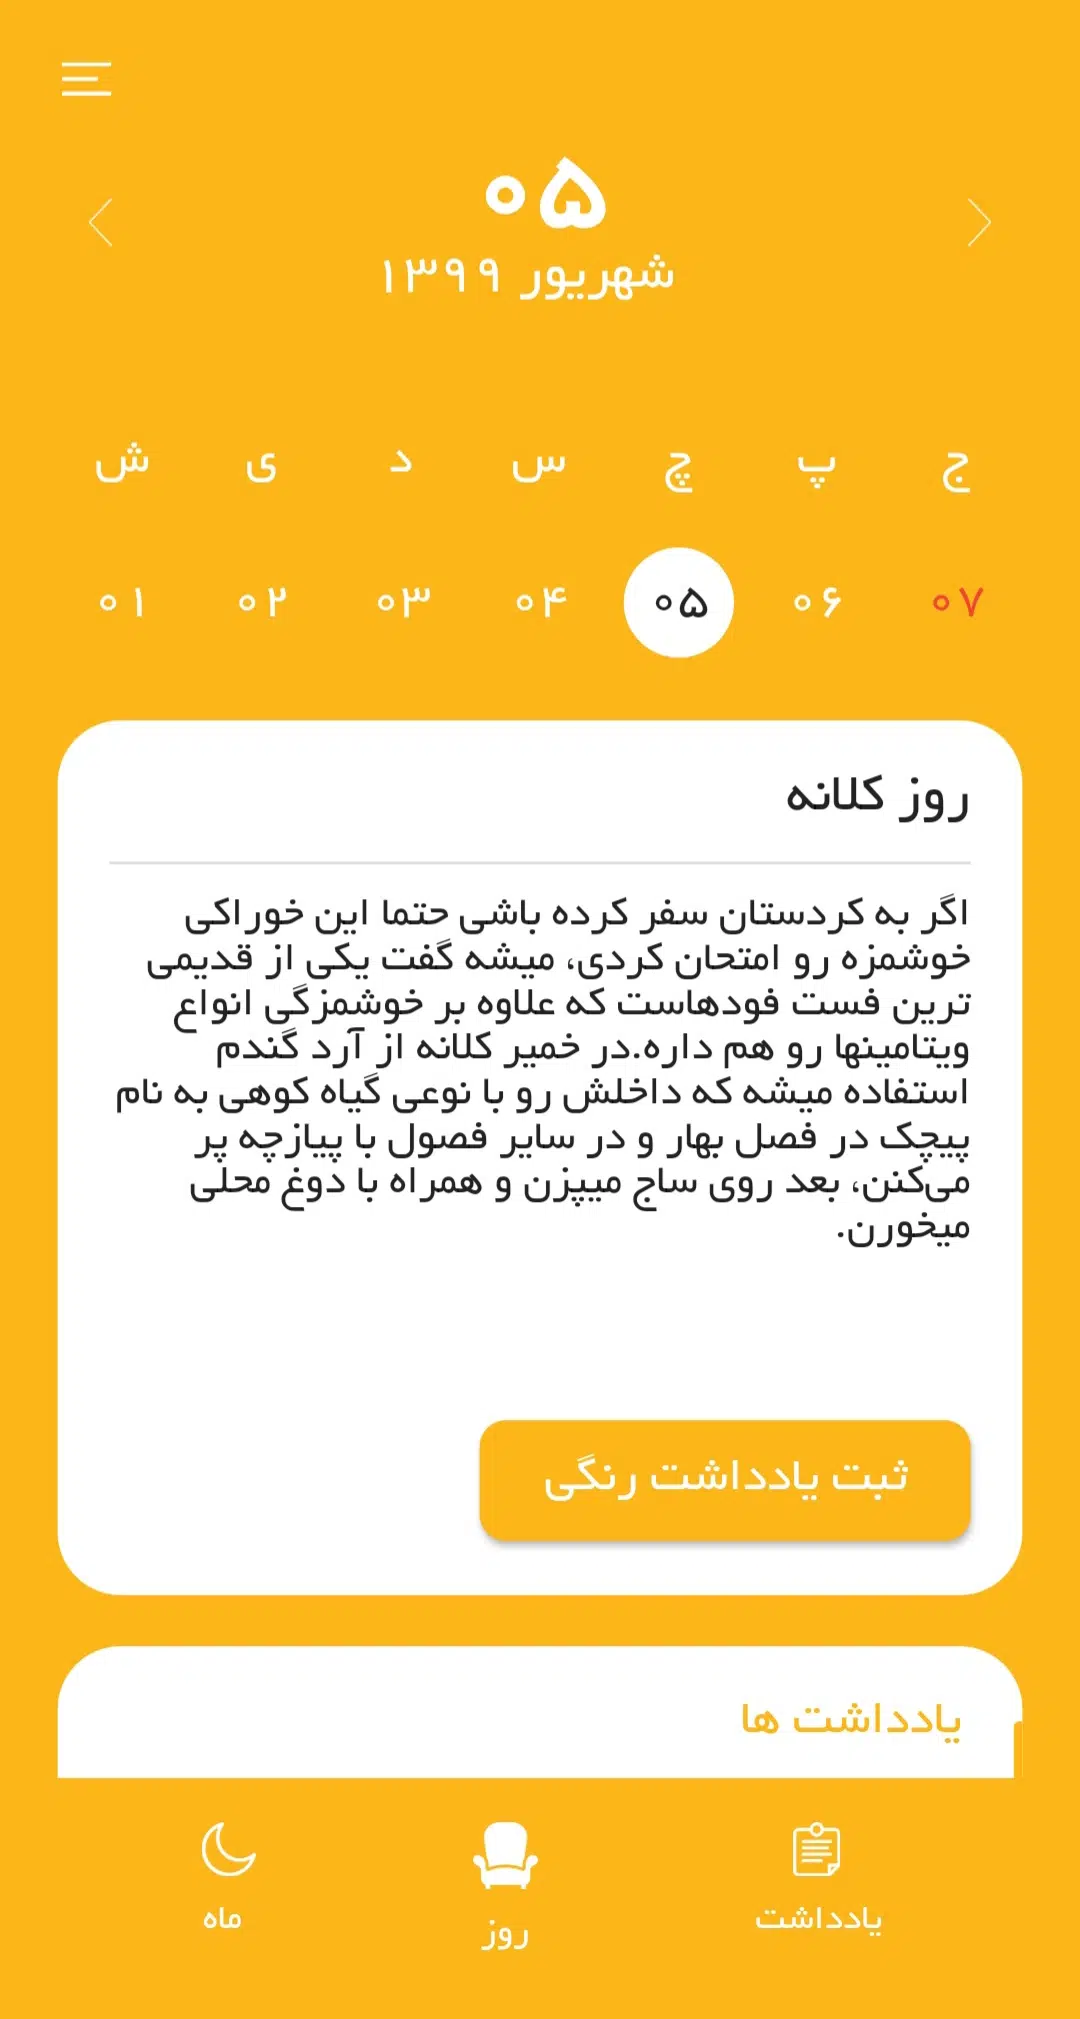 ۰۵
شهریور ۱۳۹۹
ش ی د س چ پ ج
۰۱ ۰۲ ۰۳ ۰۴ ۰۵ ۰۶ ۰۷
روز کلانه
اگر به کردستان سفر کرده باشی حتما این خوراکی
خوشمزه رو امتحان کردی، میشه گفت یکی از قدیمی
ترین فست فودهاست که علاوه بر خوشمزگی انواع
ویتامینها رو هم داره.در خمیر کلانه از آرد گندم
استفاده میشه که داخلش رو با نوعی گیاه کوهی به نام
پیچک در فصل بهار و در سایر فصول با پیازچه پر
می‌کنن، بعد روی ساج میپزن و همراه با دوغ محلی
میخورن.
ثبت یادداشت رنگی
یادداشت ها
یادداشت روز ماه